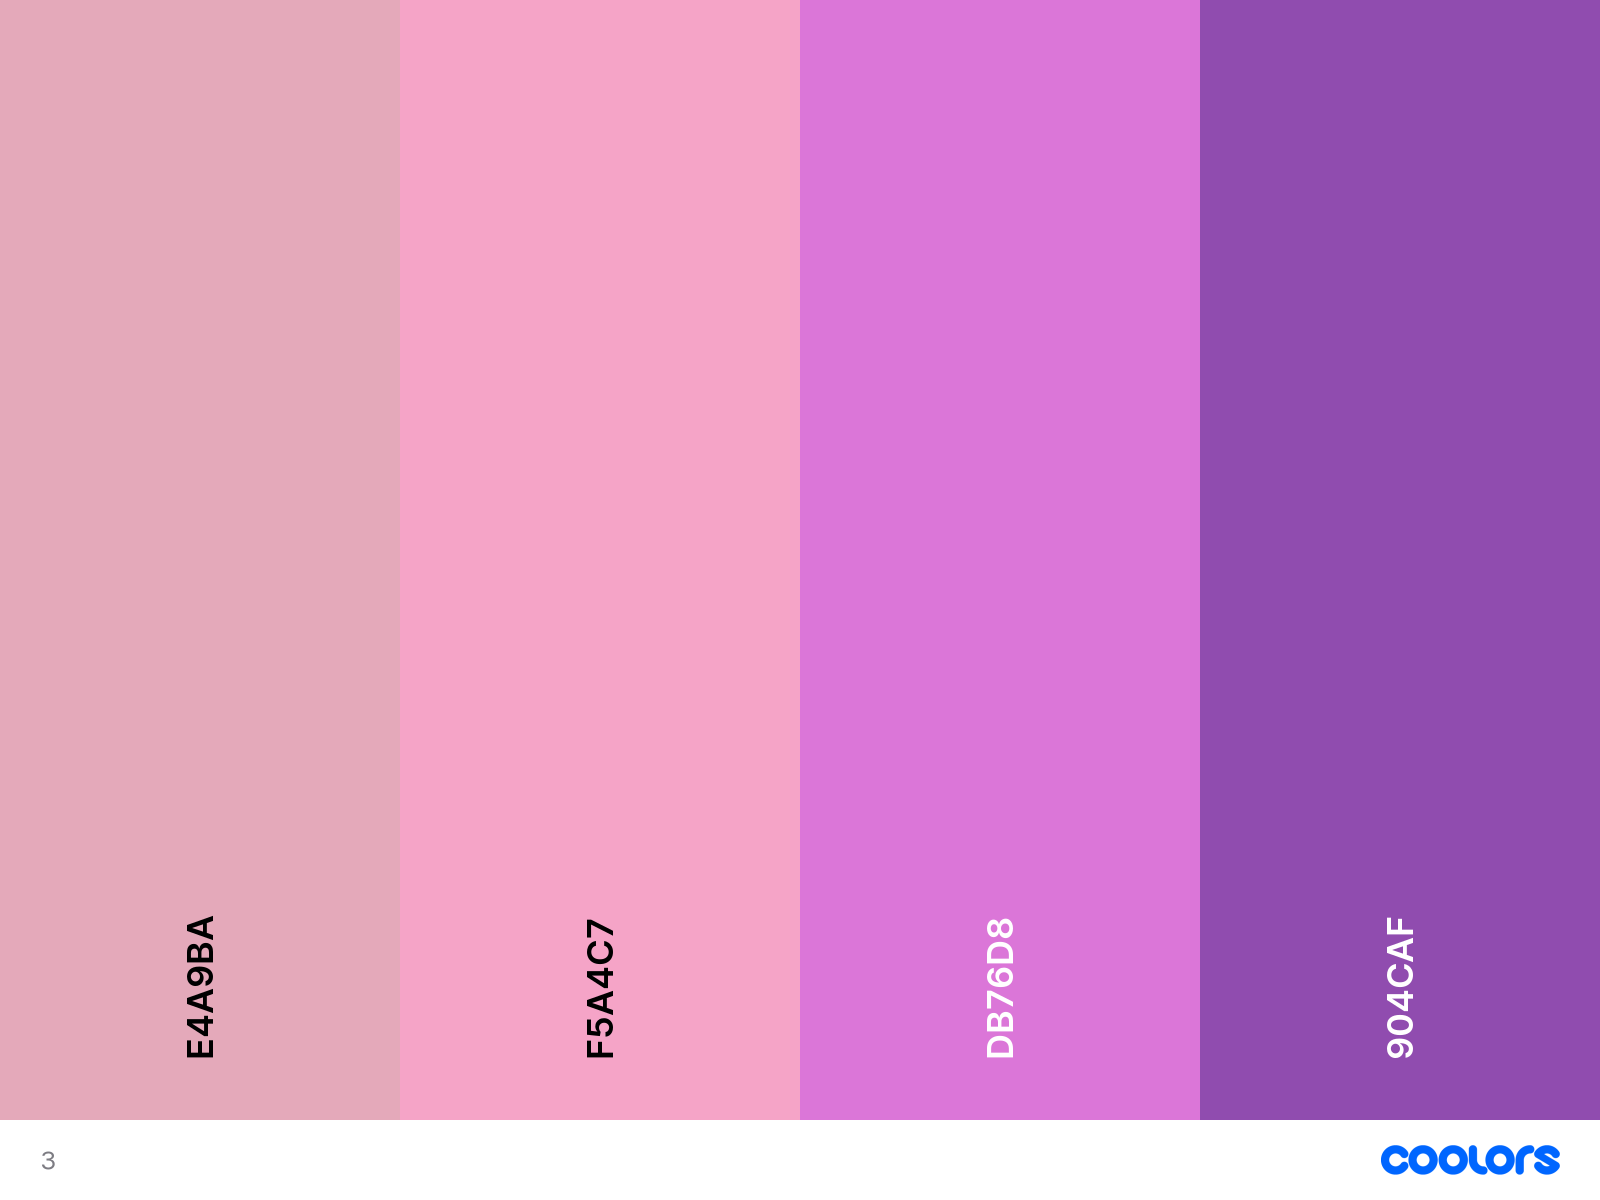 E4A9BA
F5A4C7
DB76D8
904CAF
3
coolors